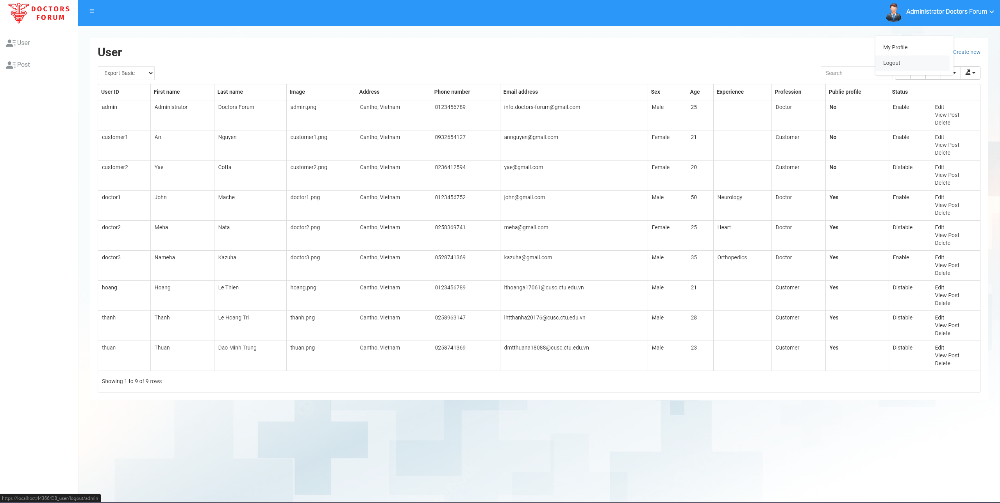 DOCTORS
FORUM
Administrator Doctors Forum
User
Post
User
My Profile
Logout
Create new
Export Basic
Search
User ID First name Last name Image Address Phone number Email address Sex Age Experience Profession Public profile Status
admin Administrator Doctors Forum admin.png Cantho, Vietnam 0123456789 info.doctors-forum@gmail.com Male 25 Doctor No Enable Edit
View Post
Delete
customer1 An Nguyen customer1.png Cantho, Vietnam 0932654127 annguyen@gmail.com Female 21 Customer No Enable Edit
View Post
Delete
customer2 Yae Cotta customer2.png Cantho, Vietnam 0236412594 yae@gmail.com Female 20 Customer No Distable Edit
View Post
Delete
doctor1 John Mache doctor1.png Cantho, Vietnam 0123456752 john@gmail.com Male 50 Neurology Doctor Yes Enable Edit
View Post
Delete
doctor2 Meha Nata doctor2.png Cantho, Vietnam 0258369741 meha@gmail.com Female 25 Heart Doctor Yes Distable Edit
View Post
Delete
doctor3 Nameha Kazuha doctor3.png Cantho, Vietnam 0528741369 kazuha@gmail.com Male 35 Orthopedics Doctor Yes Enable Edit
View Post
Delete
hoang Hoang Le Thien hoang.png Cantho, Vietnam 0123456789 lthoanga17061@cusc.ctu.edu.vn Male 21 Customer Yes Distable Edit
View Post
Delete
thanh Thanh Le Hoang Tri thanh.png Cantho, Vietnam 0258963147 lhtthanha20176@cusc.ctu.edu.vn Male 28 Customer Yes Distable Edit
View Post
Delete
thuan Thuan Dao Minh Trung thuan.png Cantho, Vietnam 0258741369 dmtthuana18088@cusc.ctu.edu.vn Male 23 Customer Yes Distable Edit
View Post
Delete
Showing 1 to 9 of 9 rows
https://localhost:44366/DB_user/logout/admin